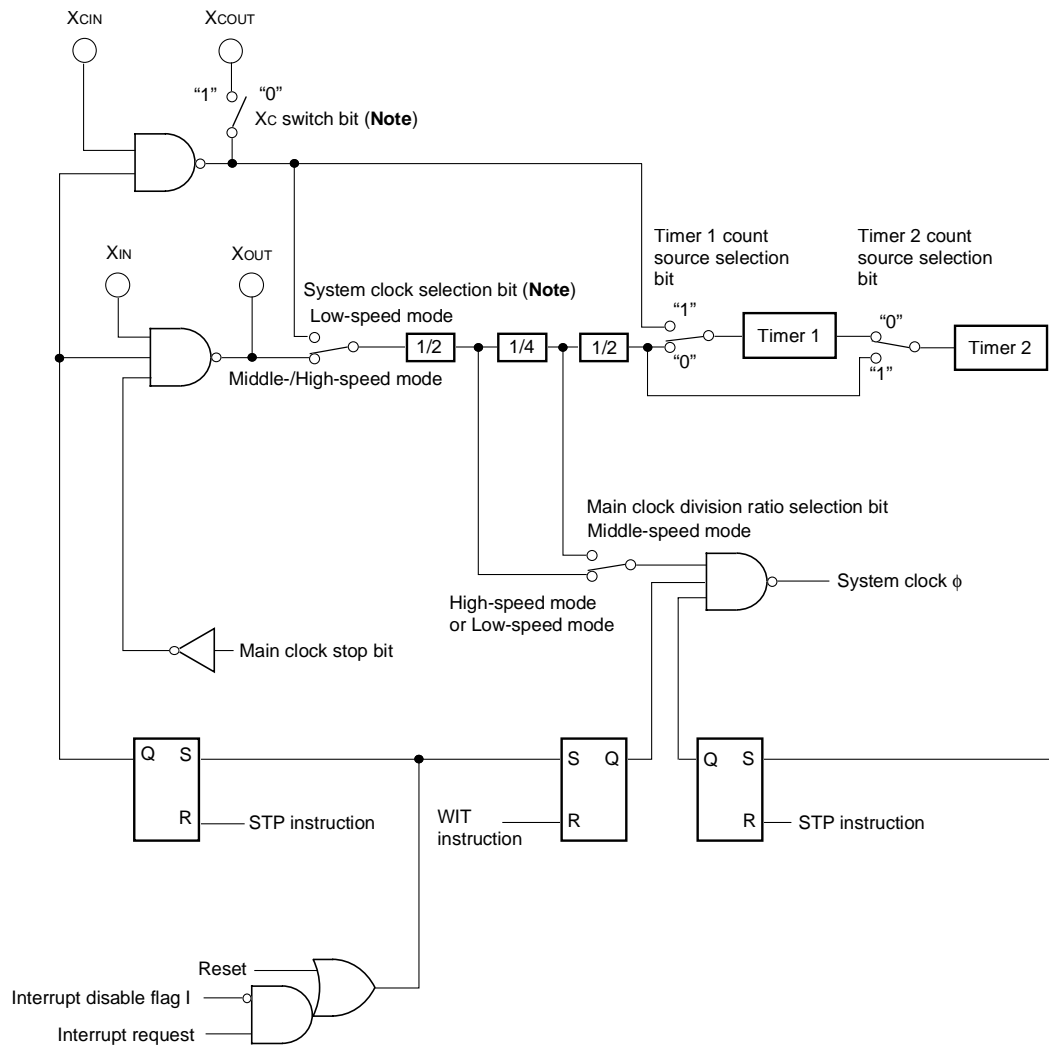 XCIN
XCOUT
“1”
“0”
XC switch bit (Note)
XIN
XOUT
Timer 1 count
source selection
bit
Timer 2 count
source selection
bit
System clock selection bit (Note)
Low-speed mode
“1”
“0”
Timer 1
“0”
“1”
Timer 2
1/2
1/4
1/2
Middle-/High-speed mode
Main clock division ratio selection bit
Middle-speed mode
High-speed mode
or Low-speed mode
System clock ϕ
Main clock stop bit
Q
S
R
STP instruction
S
Q
R
WIT
instruction
Q
S
R
STP instruction
Reset
Interrupt disable flag I
Interrupt request